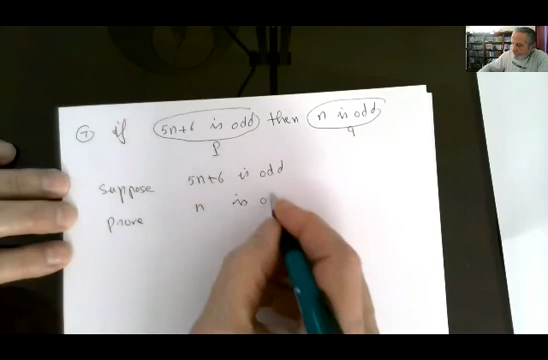 ⑦ if 5n+6 is odd then n is odd
p q
suppose 5n+6 is odd
prove n is o